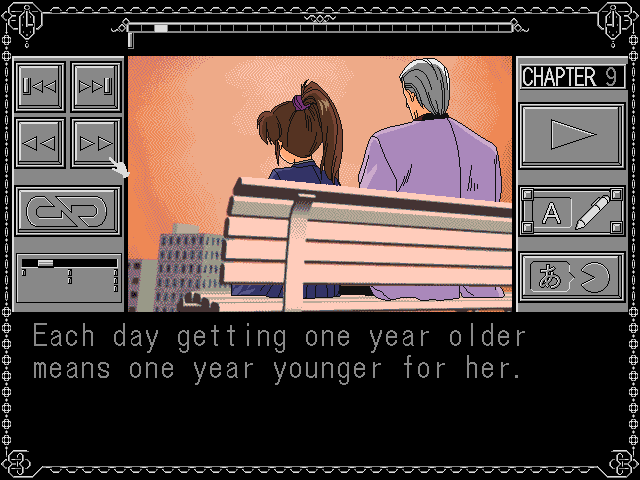 CHAPTER 9
A
あ
Each day getting one year older
means one year younger for her.